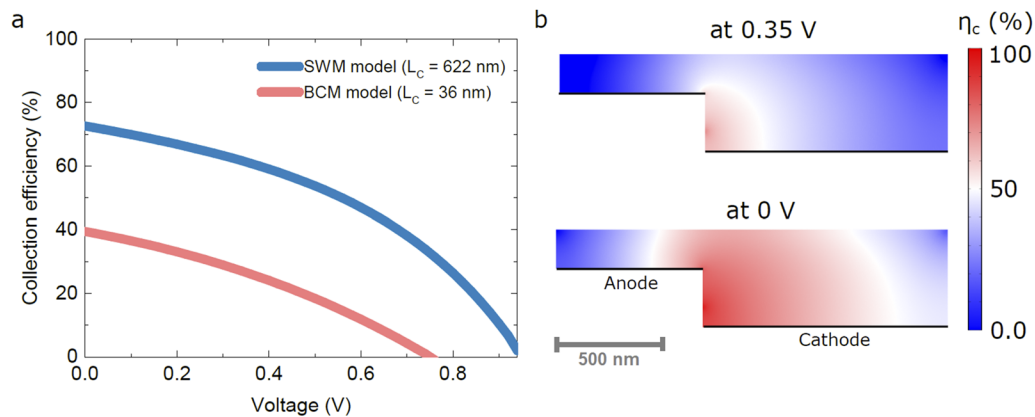 a
100
80
60
40
20
0
Collection efficiency (%)
SWM model (L_C = 622 nm)
BCM model (L_C = 36 nm)
0.0 0.2 0.4 0.6 0.8
Voltage (V)
b
η_c (%)
at 0.35 V
at 0 V
Anode
Cathode
500 nm
100
50
0.0